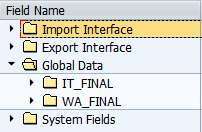 Field Name
Import Interface
Export Interface
Global Data
IT_FINAL
WA_FINAL
System Fields